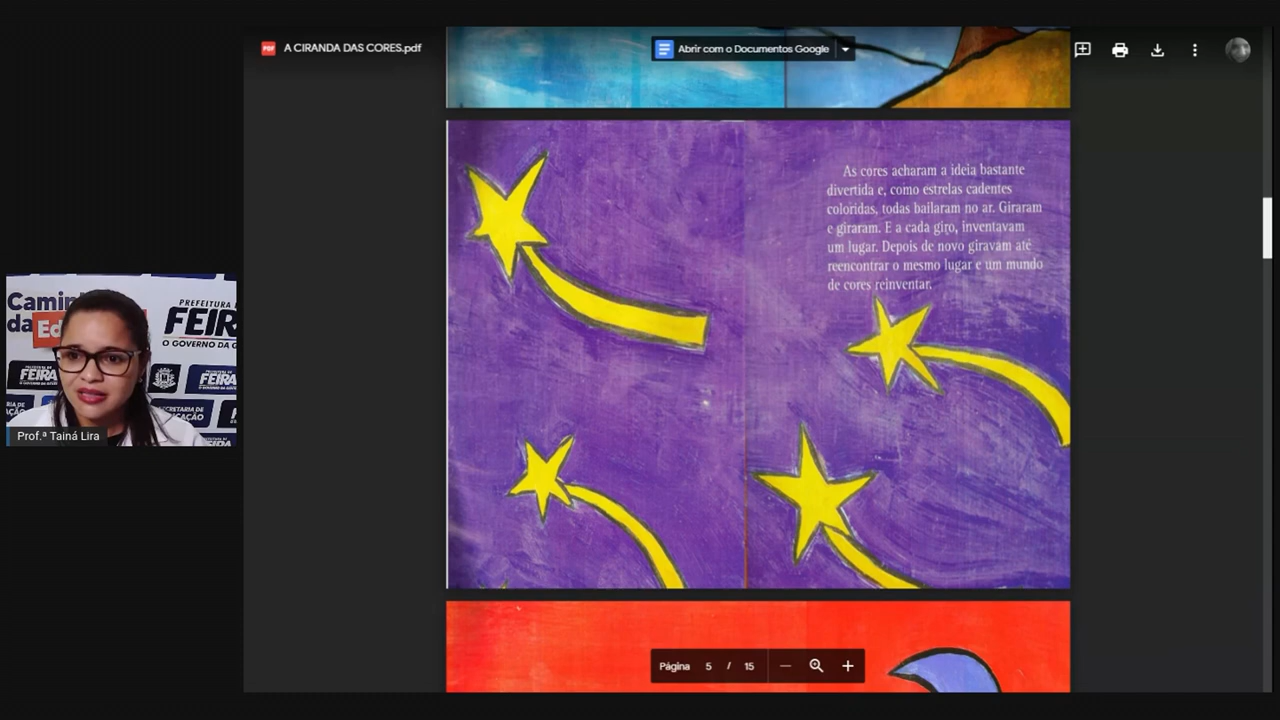 A CIRANDA DAS CORES.pdf
Abrir com o Documentos Google
As cores acharam a ideia bastante
divertida e, como estrelas cadentes
coloridas, todas bailaram no ar. Giraram
e giraram. E a cada giro, inventavam
um lugar. Depois de novo giravam até
reencontrar o mesmo lugar e um mundo
de cores reinventar.
PREFEITURA
FEIR
O GOVERNO DA
FEIRA
FEIRA
Prof.ª Tainá Lira
Página 5 / 15